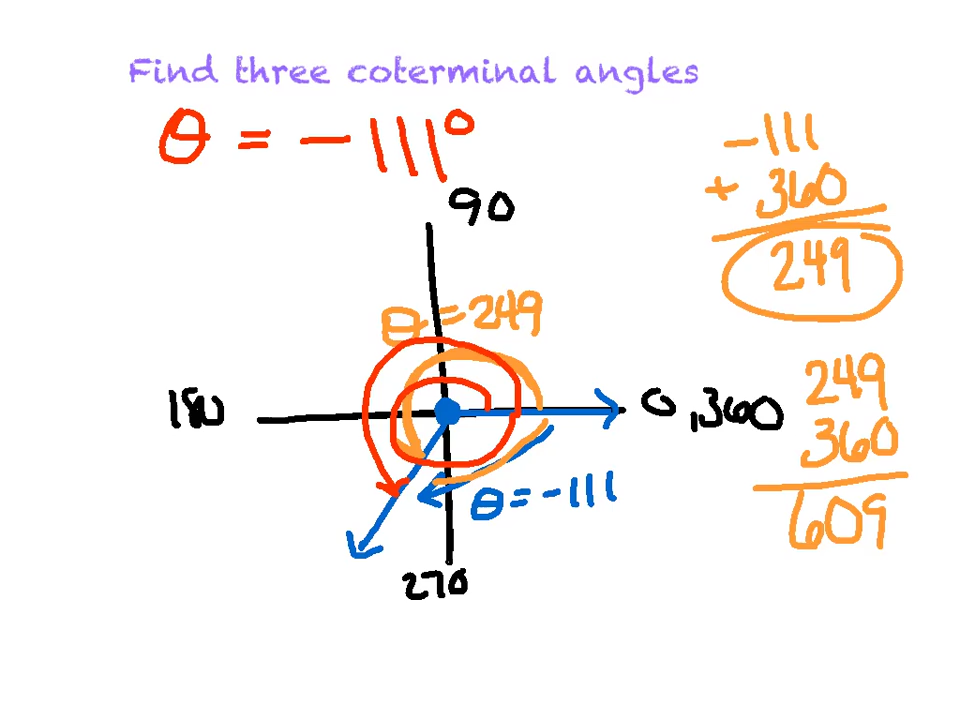 Find three coterminal angles
θ = -111°
-111
+ 360
249
90
θ = 249
180
0,360
249
360
609
θ = -111
270